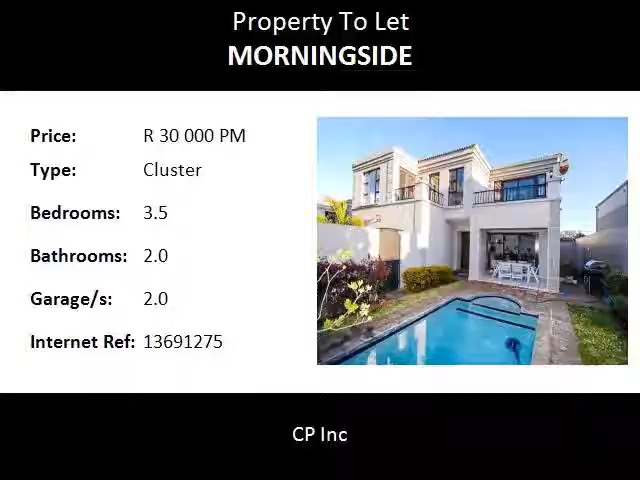 Property To Let
MORNINGSIDE
Price: R 30 000 PM
Type: Cluster
Bedrooms: 3.5
Bathrooms: 2.0
Garage/s: 2.0
Internet Ref: 13691275
CP Inc